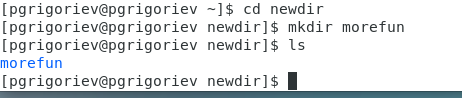 [pgrigoriev@pgrigoriev ~]$ cd newdir
[pgrigoriev@pgrigoriev newdir]$ mkdir morefun
[pgrigoriev@pgrigoriev newdir]$ ls
morefun
[pgrigoriev@pgrigoriev newdir]$